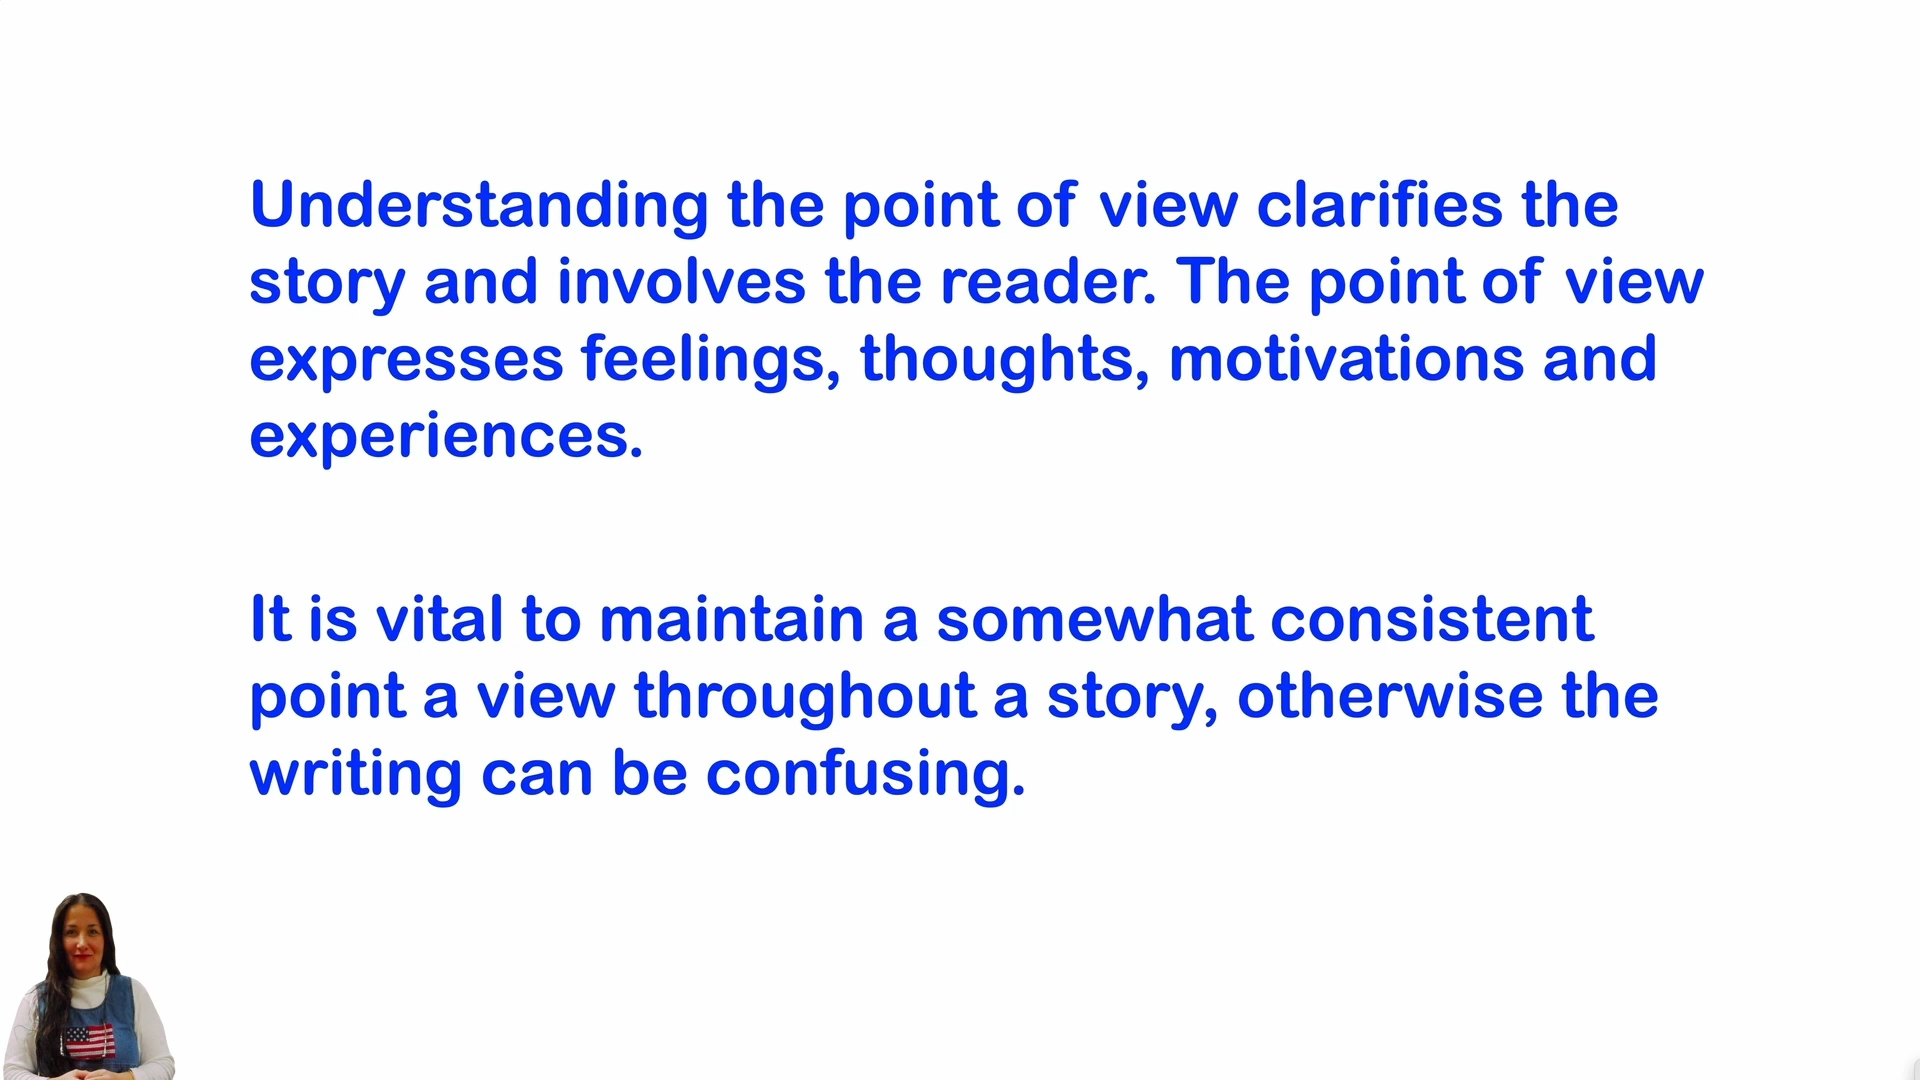 Understanding the point of view clarifies the
story and involves the reader. The point of view
expresses feelings, thoughts, motivations and
experiences.
It is vital to maintain a somewhat consistent
point a view throughout a story, otherwise the
writing can be confusing.